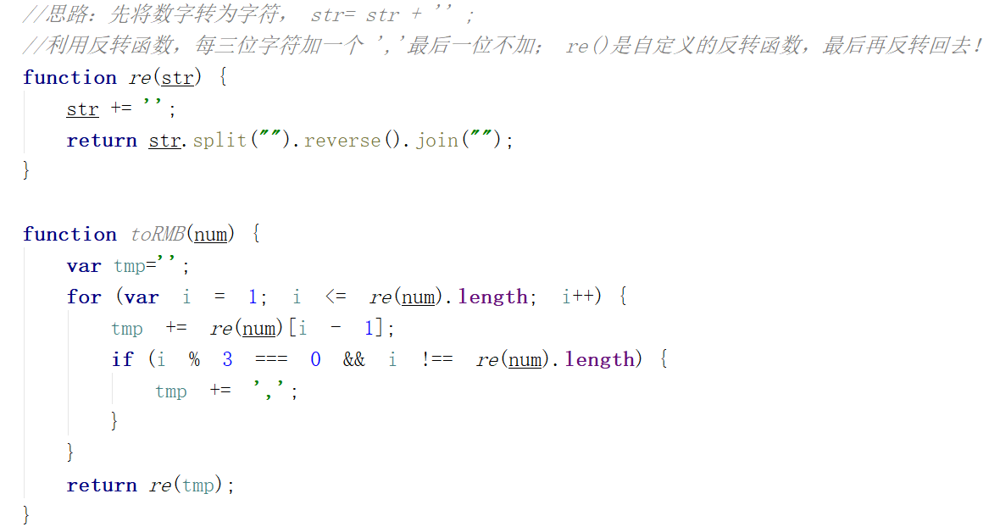 //思路：先将数字转为字符， str= str + '' ;
//利用反转函数，每三位字符加一个 ','最后一位不加； re()是自定义的反转函数，最后再反转回去！
function re(str) {
    str += '';
    return str.split("").reverse().join("");
}
function toRMB(num) {
    var tmp='';
    for (var i = 1; i <= re(num).length; i++) {
        tmp += re(num)[i - 1];
        if (i % 3 === 0 && i !== re(num).length) {
            tmp += ',';
        }
    }
    return re(tmp);
}